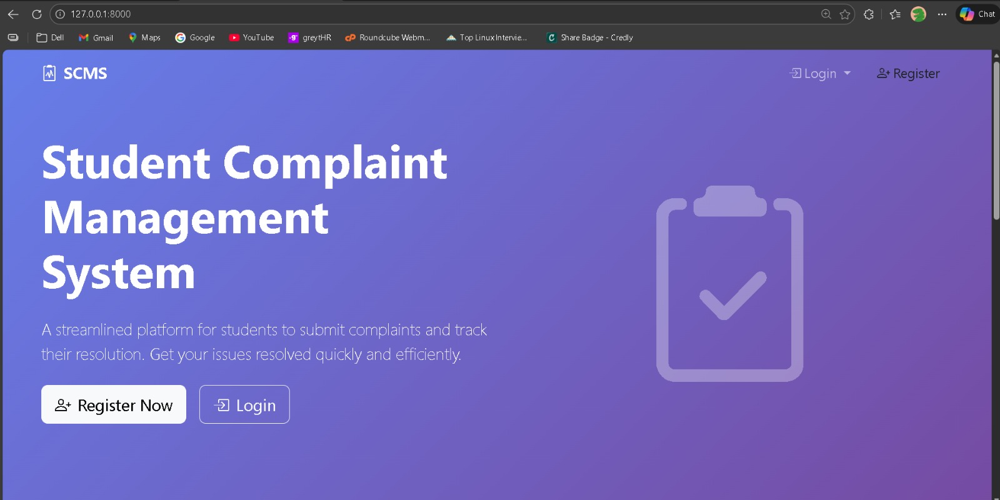 127.0.0.1:8000
Chat
Dell
Gmail
Maps
Google
YouTube
greytHR
Roundcube Webm...
Top Linux Intervie...
Share Badge - Credly
SCMS
Login
Register
Student Complaint
Management
System
A streamlined platform for students to submit complaints and track
their resolution. Get your issues resolved quickly and efficiently.
Register Now
Login